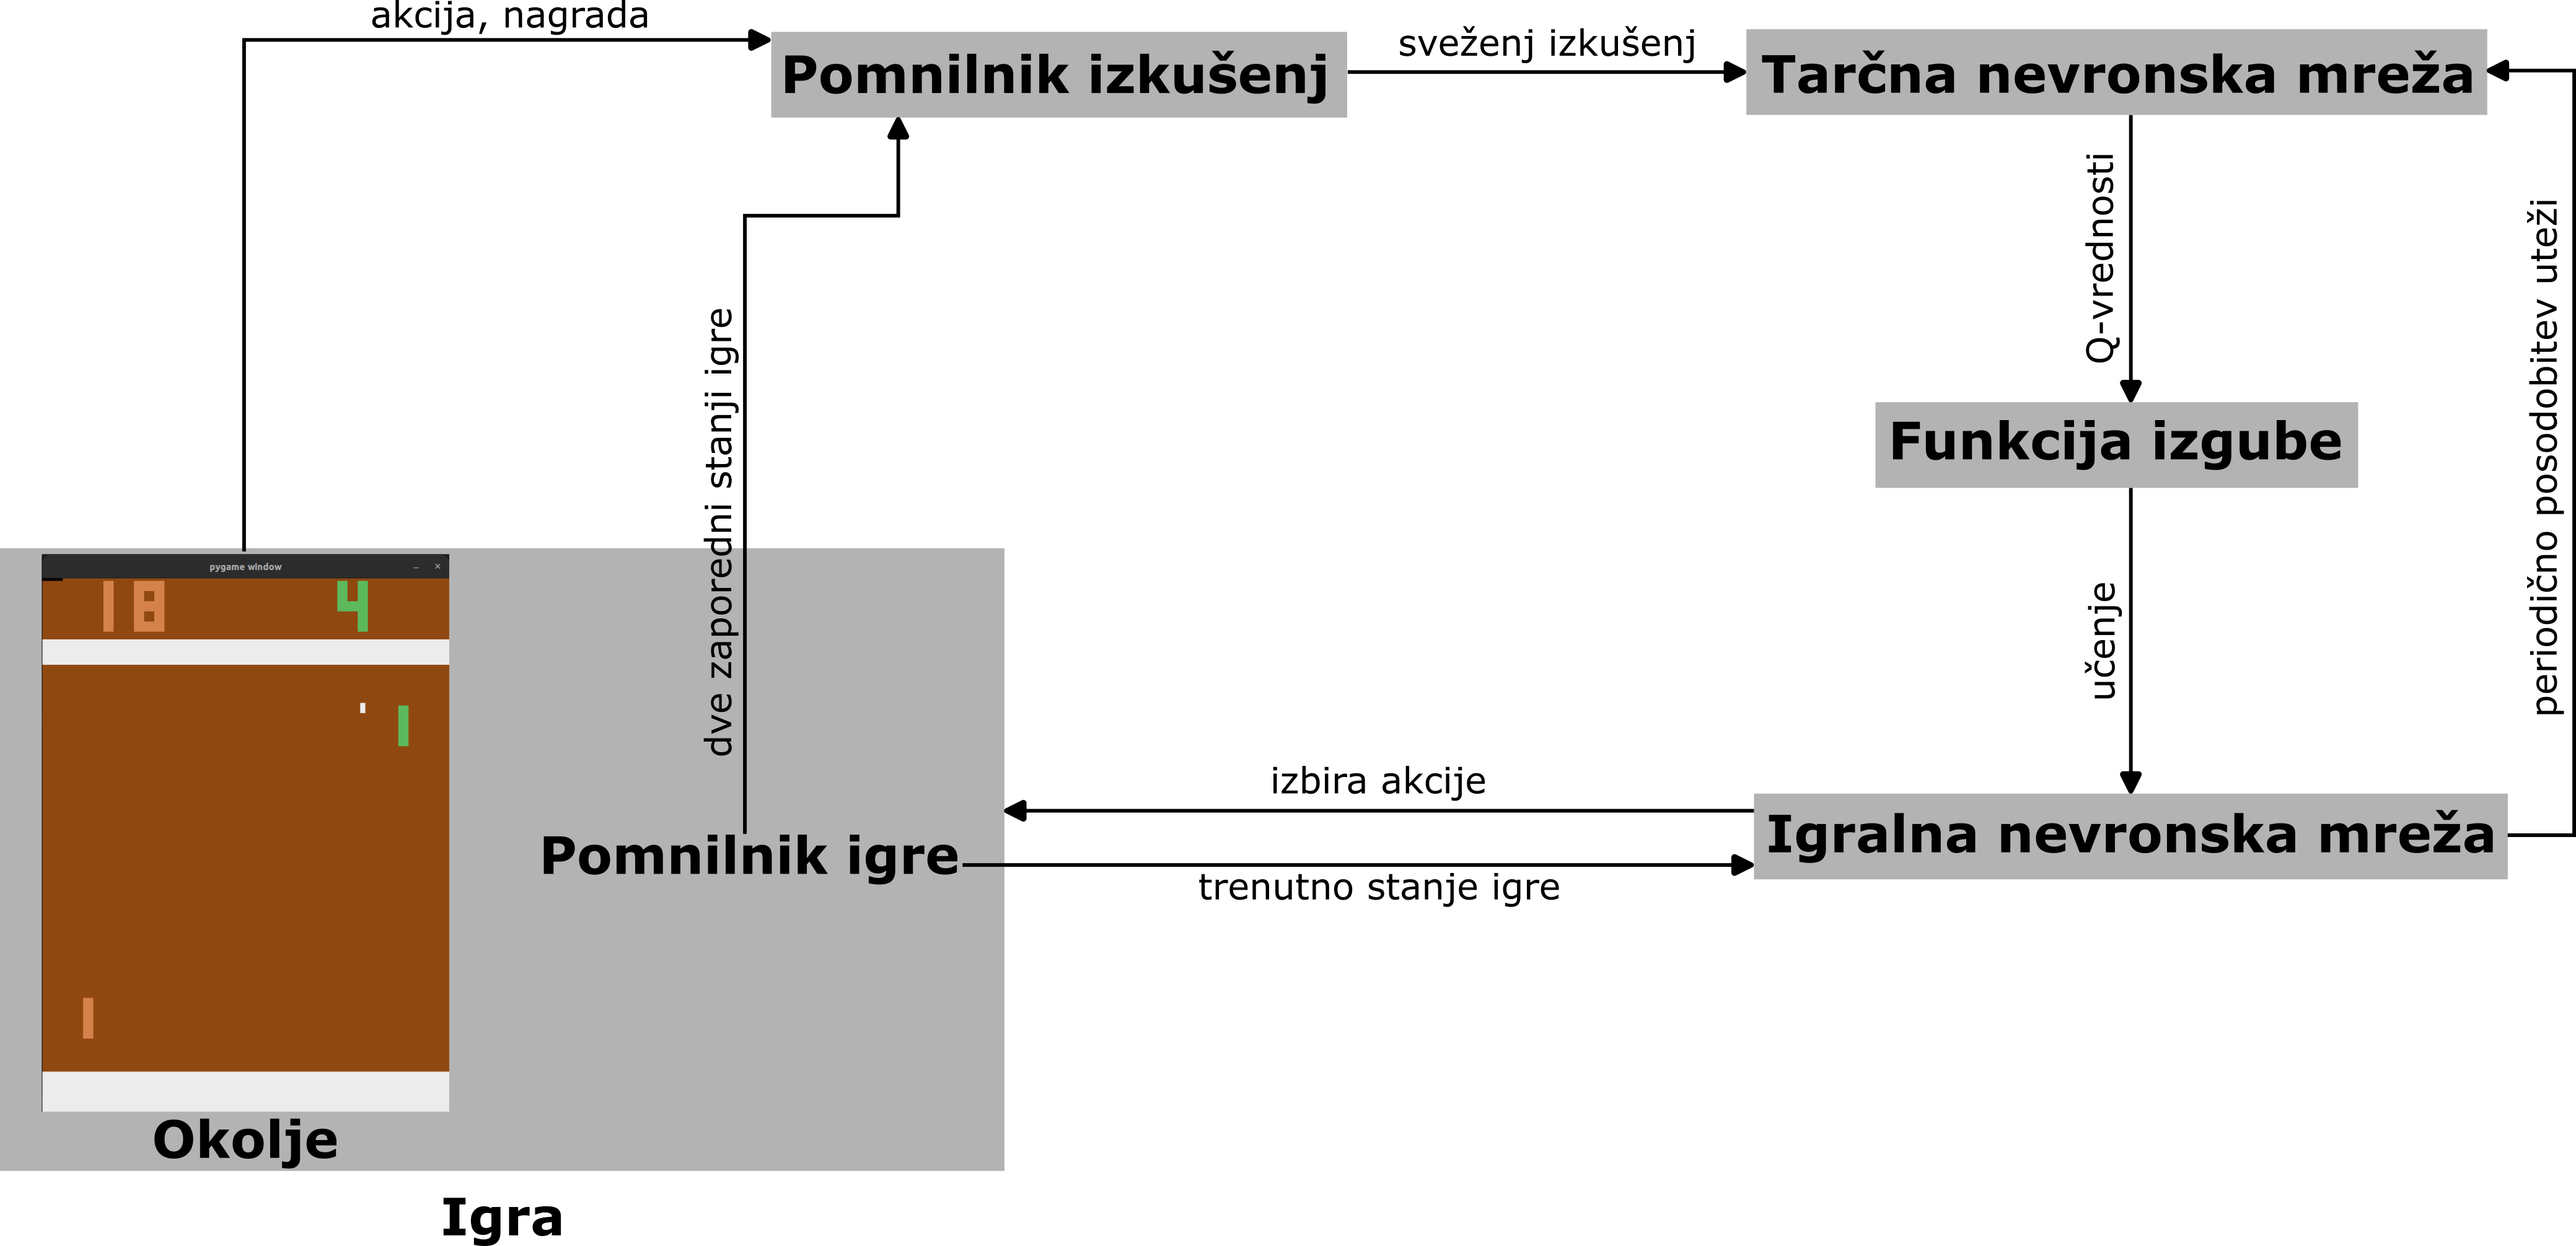 akcija, nagrada
Pomnilnik izkušenj
sveženj izkušenj
Tarčna nevronska mreža
Q-vrednosti
periodično posodobitev uteži
dve zaporedni stanji igre
Funkcija izgube
učenje
pygame window
18 4
izbira akcije
Igralna nevronska mreža
Pomnilnik igre
trenutno stanje igre
Okolje
Igra